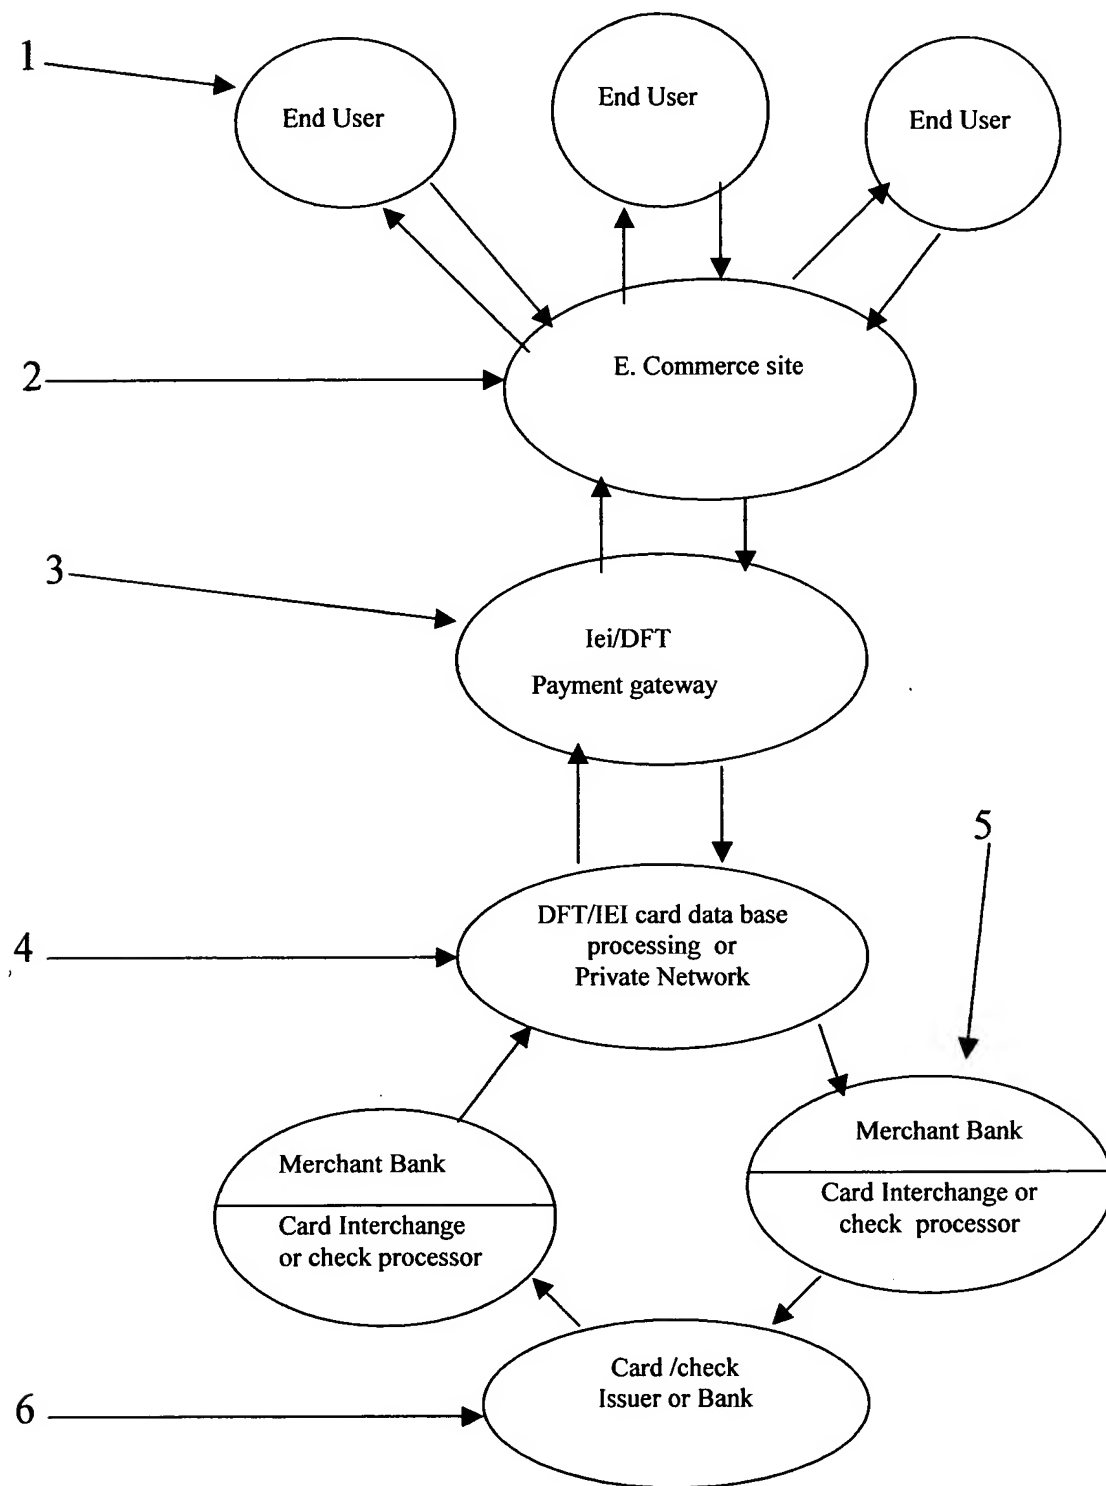 1
End User
End User
End User
2
E. Commerce site
3
Iei/DFT
Payment gateway
5
4
DFT/IEI card data base
processing or
Private Network
Merchant Bank
Card Interchange or
check processor
Merchant Bank
Card Interchange
or check processor
6
Card /check
Issuer or Bank